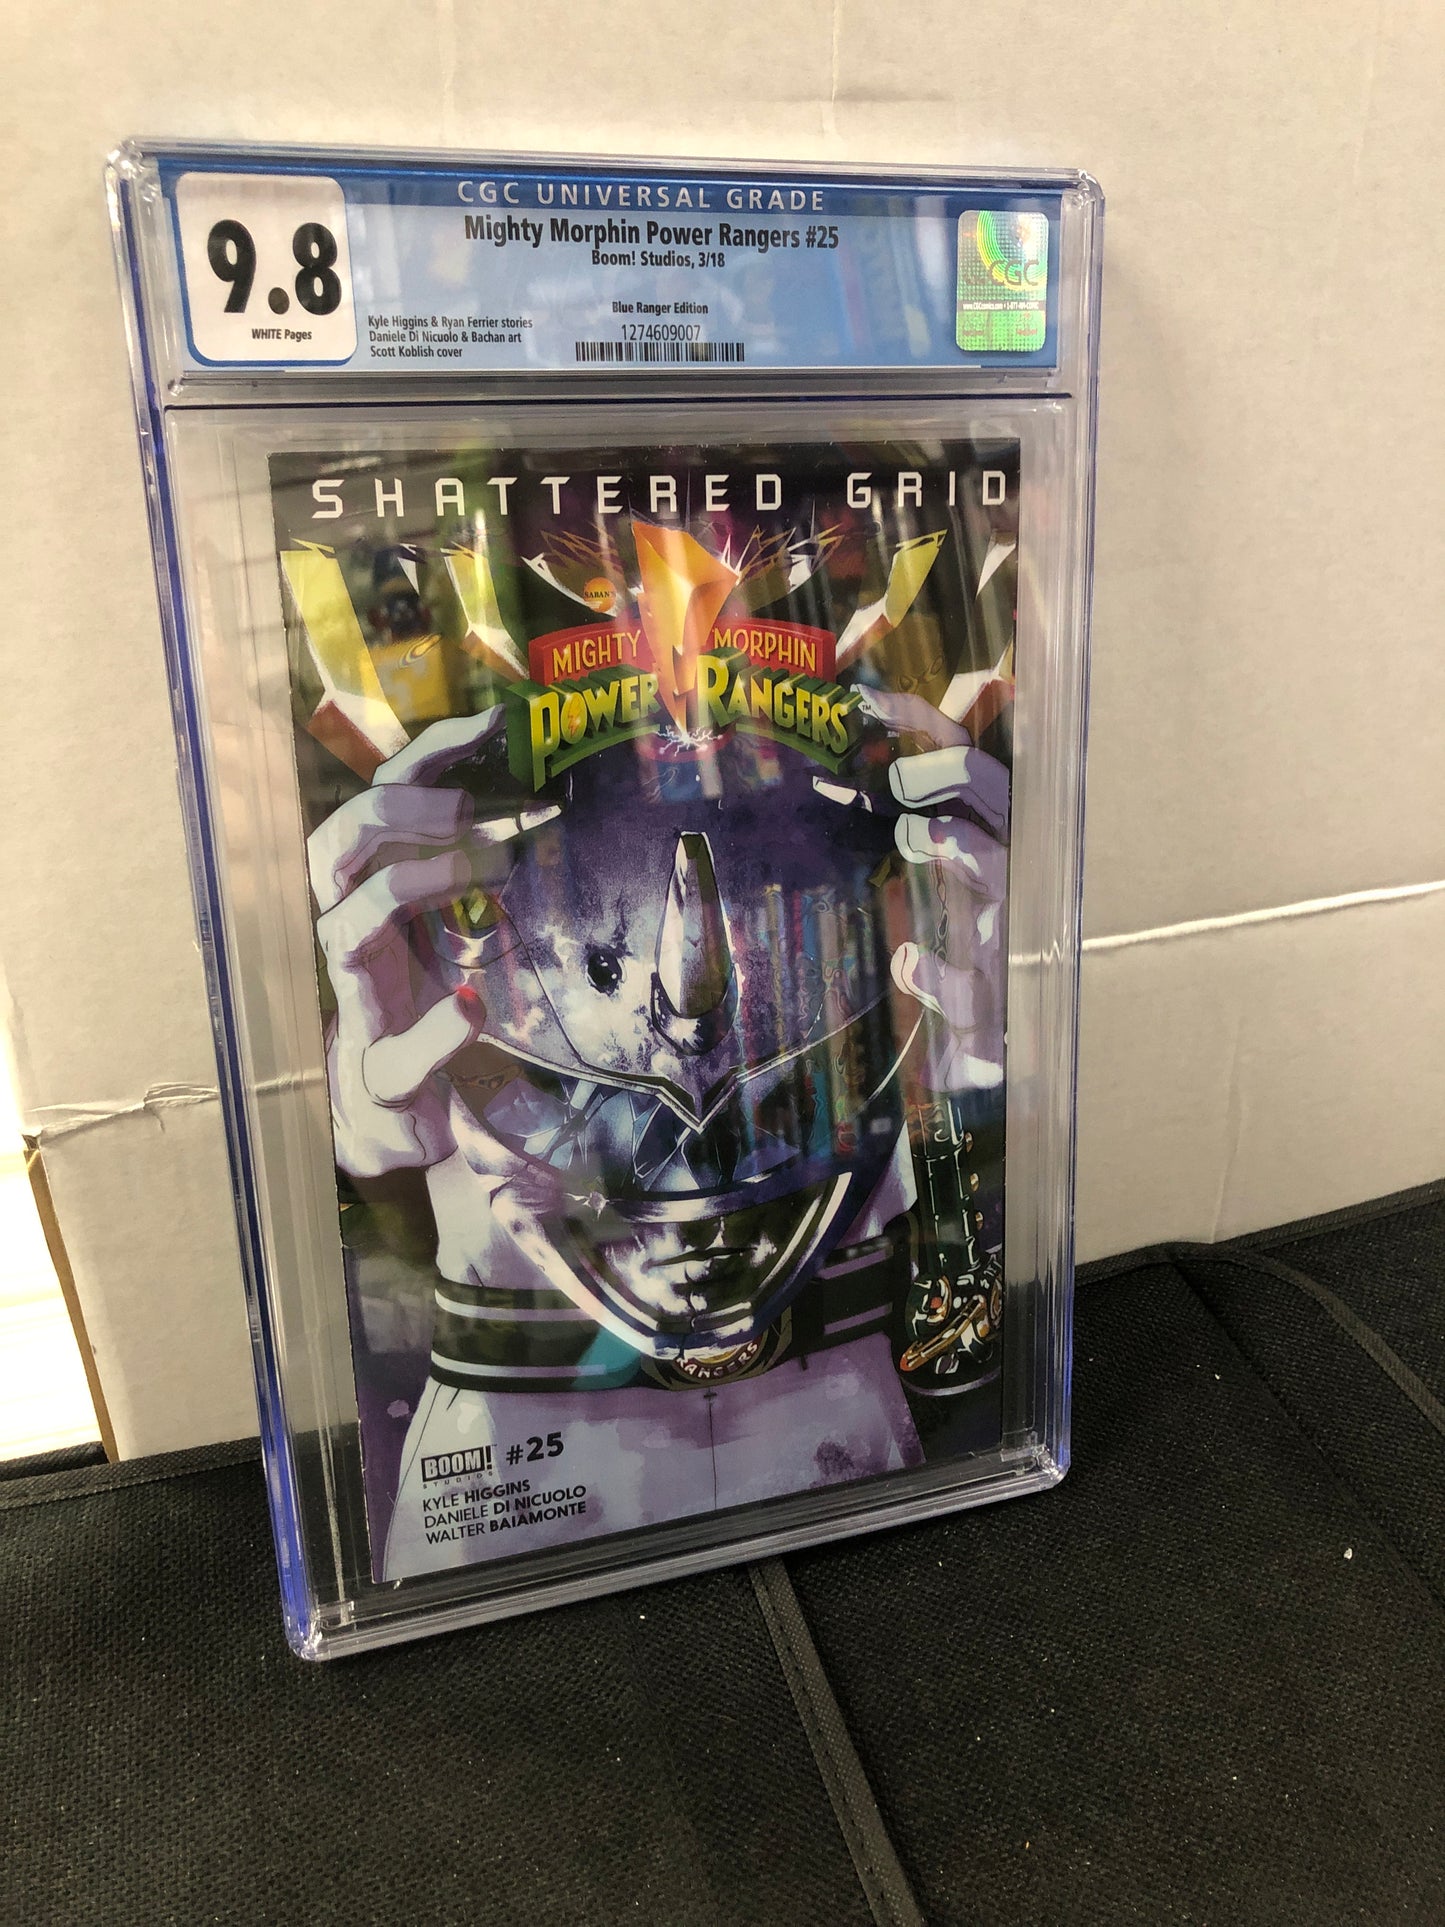 CGC UNIVERSAL GRADE
9.8
WHITE Pages
Mighty Morphin Power Rangers #25
Boom! Studios, 3/18
Blue Ranger Edition
1274609007
Kyle Higgins & Ryan Ferrier stories
Daniele Di Nicuolo & Bachan art
Scott Koblish cover
CGC
SHATTERED GRID
SABAN'S
MIGHTY MORPHIN
POWER RANGERS™
RANGERS
BOOM! #25
STUDIOS
KYLE HIGGINS
DANIELE DI NICUOLO
WALTER BAIAMONTE